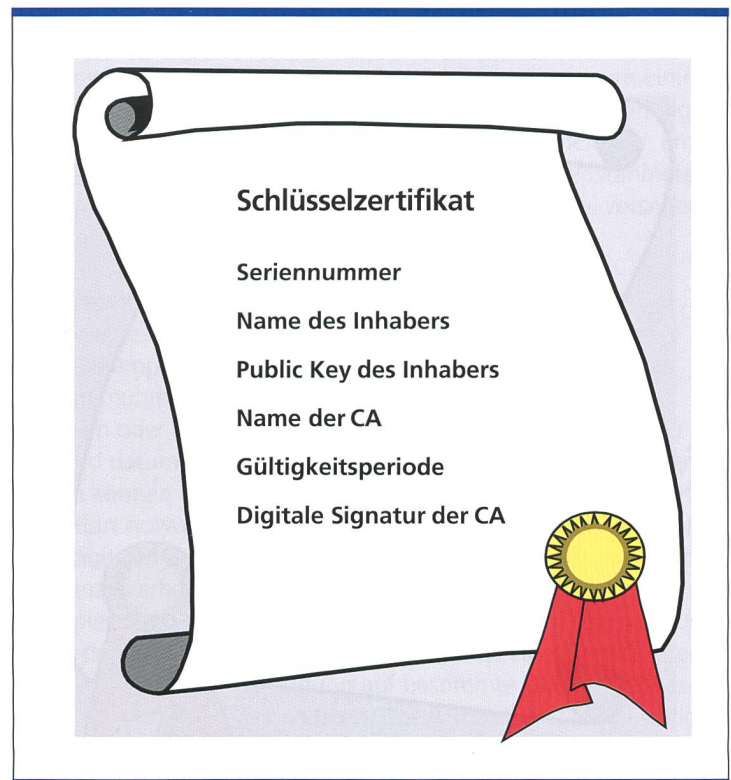 Schlüsselzertifikat
Seriennummer
Name des Inhabers
Public Key des Inhabers
Name der CA
Gültigkeitsperiode
Digitale Signatur der CA